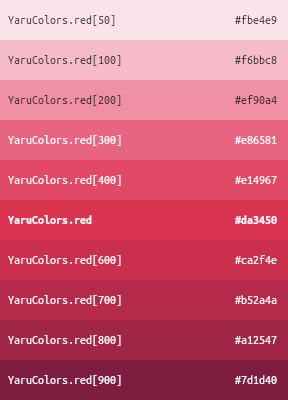 YaruColors.red[50] #fbe4e9
YaruColors.red[100] #f6bbc8
YaruColors.red[200] #ef90a4
YaruColors.red[300] #e86581
YaruColors.red[400] #e14967
YaruColors.red #da3450
YaruColors.red[600] #ca2f4e
YaruColors.red[700] #b52a4a
YaruColors.red[800] #a12547
YaruColors.red[900] #7d1d40